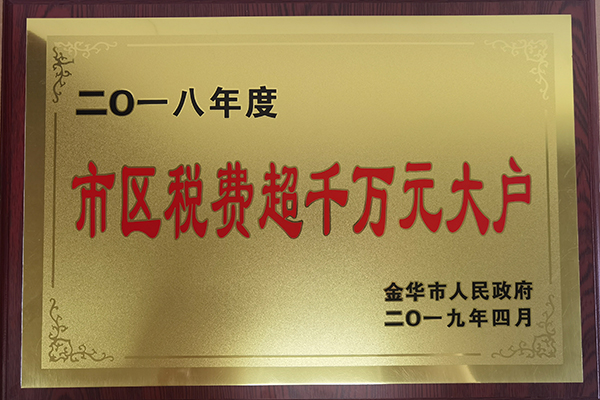 二〇一八年度
市区税费超千万元大户
金华市人民政府
二〇一九年四月